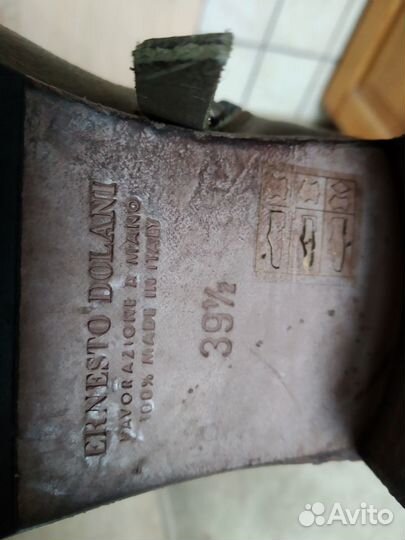 ERNESTO DOLANI
LAVORAZIONE A MANO
100% MADE IN ITALY
39½
Avito